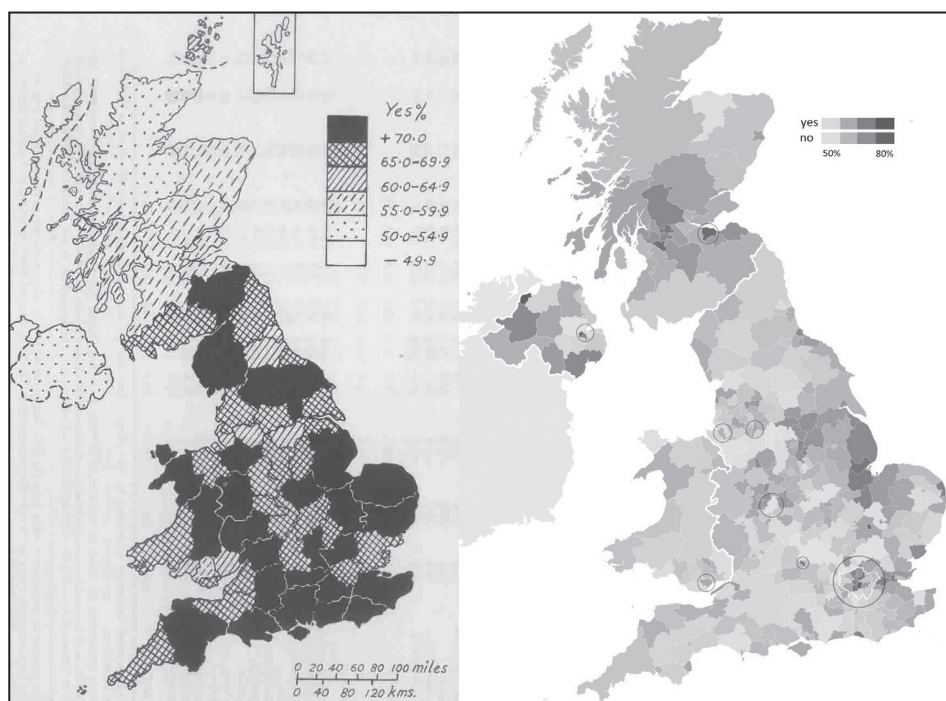 Yes%
+70.0
65.0-69.9
60.0-64.9
55.0-59.9
50.0-54.9
- 49.9
0 20 40 60 80 100 miles
0 40 80 120 kms.
yes
no
50% 80%